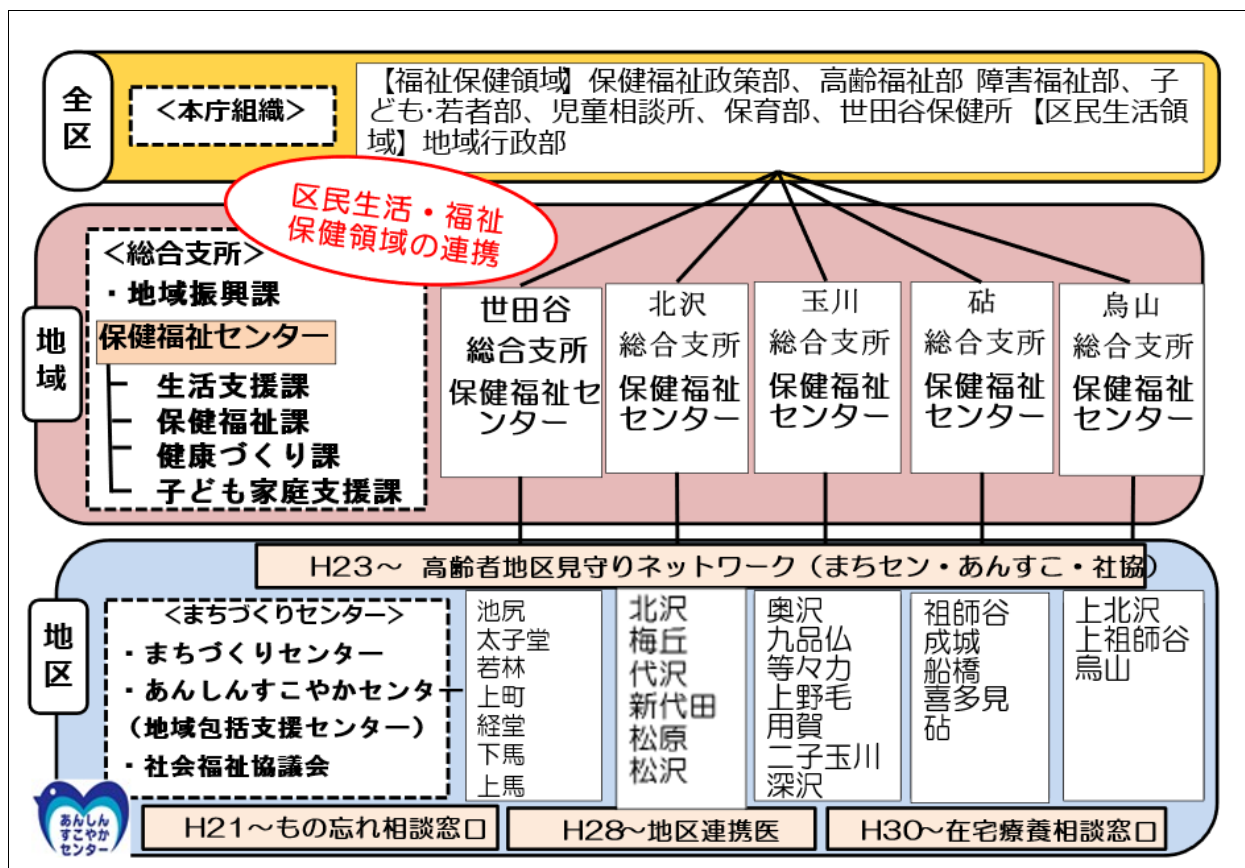 全区
<本庁組織>
【福祉保健領域】保健福祉政策部、高齢福祉部 障害福祉部、子
ども・若者部、児童相談所、保育部、世田谷保健所 【区民生活領
域】地域行政部
区民生活・福祉
保健領域の連携
地域
<総合支所>
・地域振興課
保健福祉センター
生活支援課
保健福祉課
健康づくり課
子ども家庭支援課
世田谷
総合支所
保健福祉セ
ンター
北沢
総合支所
保健福祉
センター
玉川
総合支所
保健福祉
センター
砧
総合支所
保健福祉
センター
烏山
総合支所
保健福祉
センター
地区
H23～ 高齢者地区見守りネットワーク（まちセン・あんすこ・社協）
<まちづくりセンター>
・まちづくりセンター
・あんしんすこやかセンター
（地域包括支援センター）
・社会福祉協議会
池尻
太子堂
若林
上町
経堂
下馬
上馬
北沢
梅丘
代沢
新代田
松原
松沢
奥沢
九品仏
等々力
上野毛
用賀
二子玉川
深沢
祖師谷
成城
船橋
喜多見
砧
上北沢
上祖師谷
烏山
あんしん
すこやか
センター
H21～もの忘れ相談窓口
H28～地区連携医
H30～在宅療養相談窓口